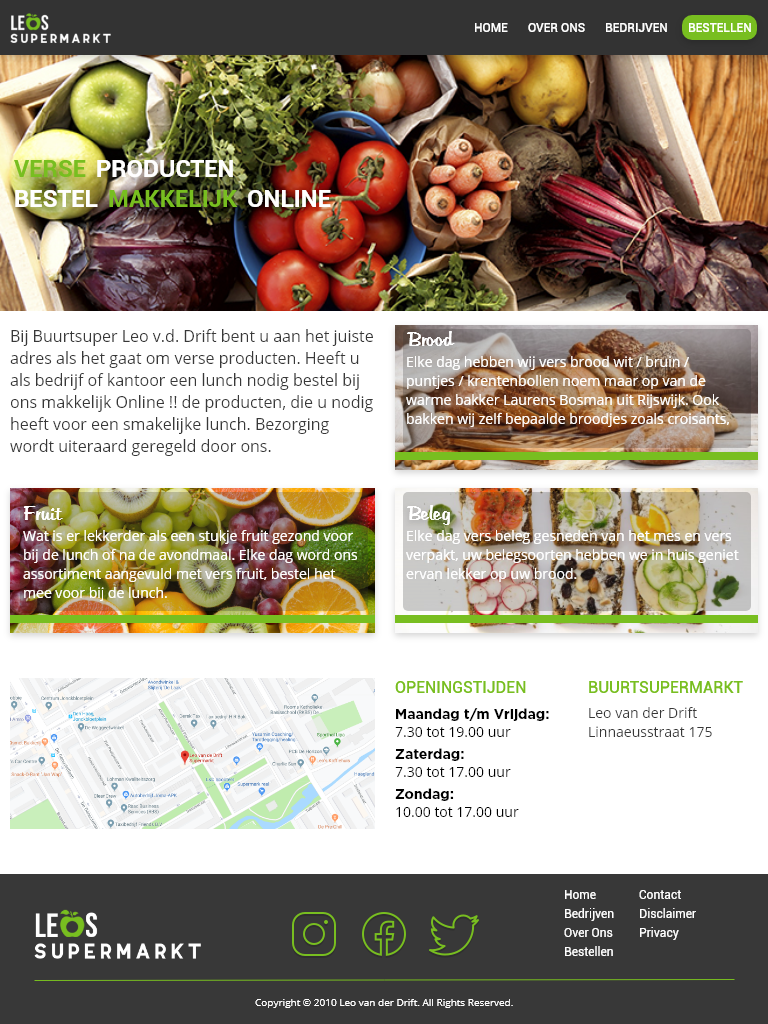 LEOS
SUPERMARKT
HOME
OVER ONS
BEDRIJVEN
BESTELLEN
VERSE PRODUCTEN
BESTEL MAKKELIJK ONLINE
Bij Buurtsuper Leo v.d. Drift bent u aan het juiste
adres als het gaat om verse producten. Heeft u
als bedrijf of kantoor een lunch nodig bestel bij
ons makkelijk Online !! de producten, die u nodig
heeft voor een smakelijke lunch. Bezorging
wordt uiteraard geregeld door ons.
Brood
Elke dag hebben wij vers brood wit / bruin /
puntjes / krentenbollen noem maar op van de
warme bakker Laurens Bosman uit Rijswijk. Ook
bakken wij zelf bepaalde broodjes zoals croisants,
Fruit
Wat is er lekkerder als een stukje fruit gezond voor
bij de lunch of na de avondmaal. Elke dag word ons
assortiment aangevuld met vers fruit, bestel het
mee voor bij de lunch.
Beleg
Elke dag vers beleg gesneden van het mes en vers
verpakt, uw belegsoorten hebben we in huis geniet
ervan lekker op uw brood.
Leo van de Drift
Supermarkt
OPENINGSTIJDEN
Maandag t/m Vrijdag:
7.30 tot 19.00 uur
Zaterdag:
7.30 tot 17.00 uur
Zondag:
10.00 tot 17.00 uur
BUURTSUPERMARKT
Leo van der Drift
Linnaeusstraat 175
LEOS
SUPERMARKT
Home
Bedrijven
Over Ons
Bestellen
Contact
Disclaimer
Privacy
Copyright © 2010 Leo van der Drift. All Rights Reserved.